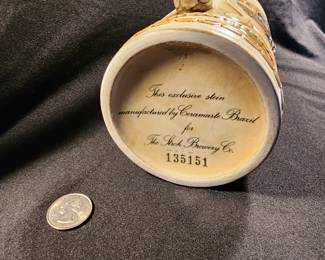 This exclusive stein
manufactured by Ceramarte Brazil
for
The Stroh Brewery Co.
135151